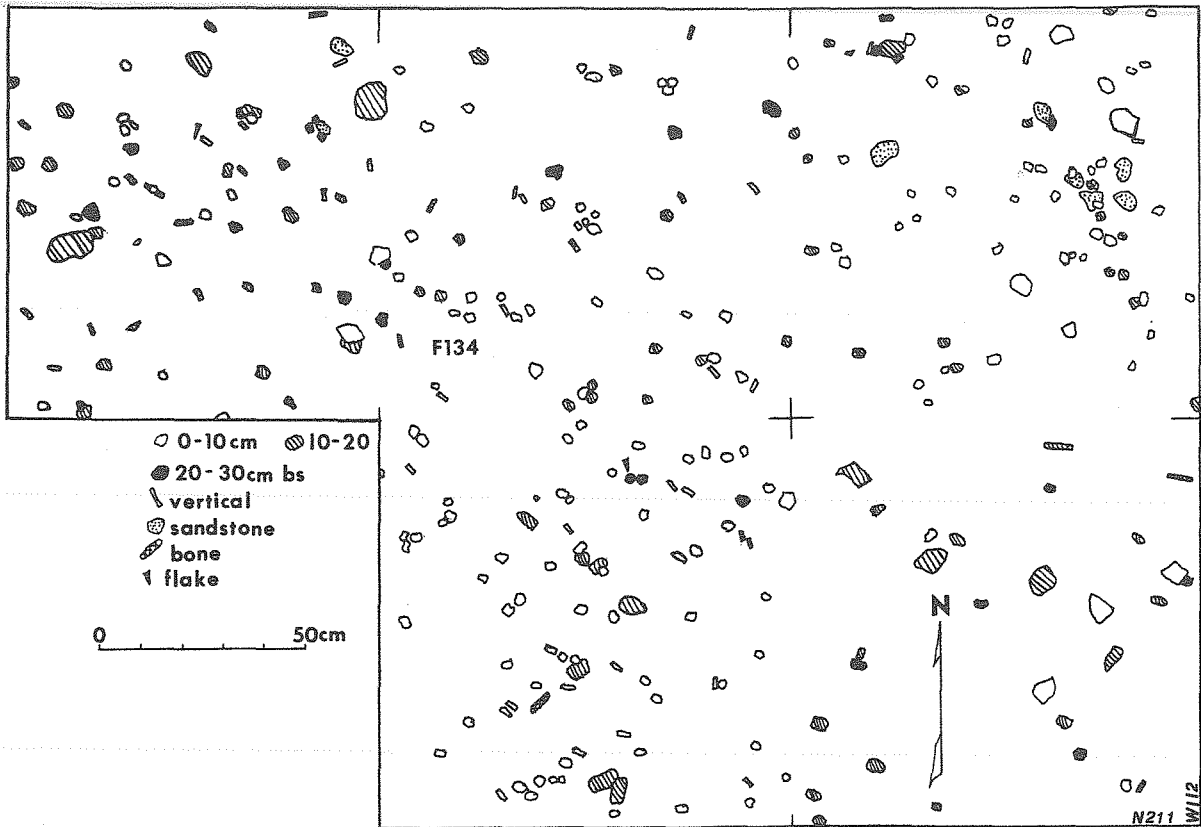 F134
0-10cm 10-20
20-30cm bs
vertical
sandstone
bone
flake
0 50cm
N
N211 W112